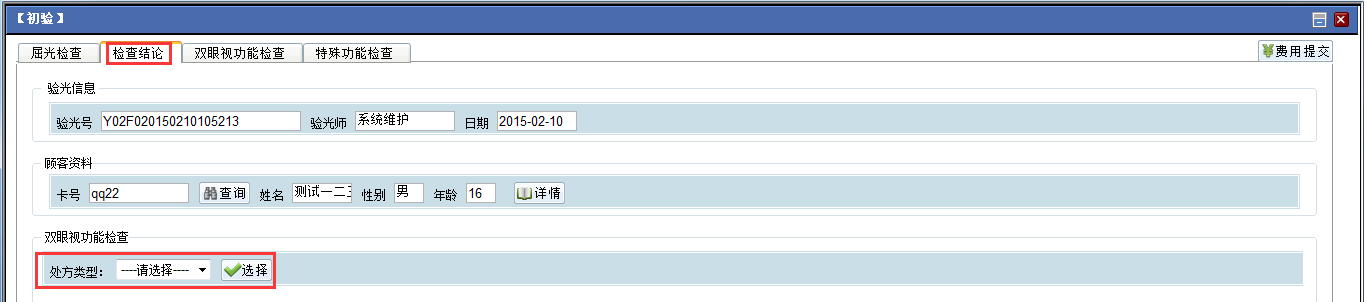 【初验】
屈光检查 检查结论 双眼视功能检查 特殊功能检查 费用提交
验光信息
验光号 Y02F020150210105213 验光师 系统维护 日期 2015-02-10
顾客资料
卡号 qq22 查询 姓名 测试一二 性别 男 年龄 16 详情
双眼视功能检查
处方类型： ----请选择---- 选择